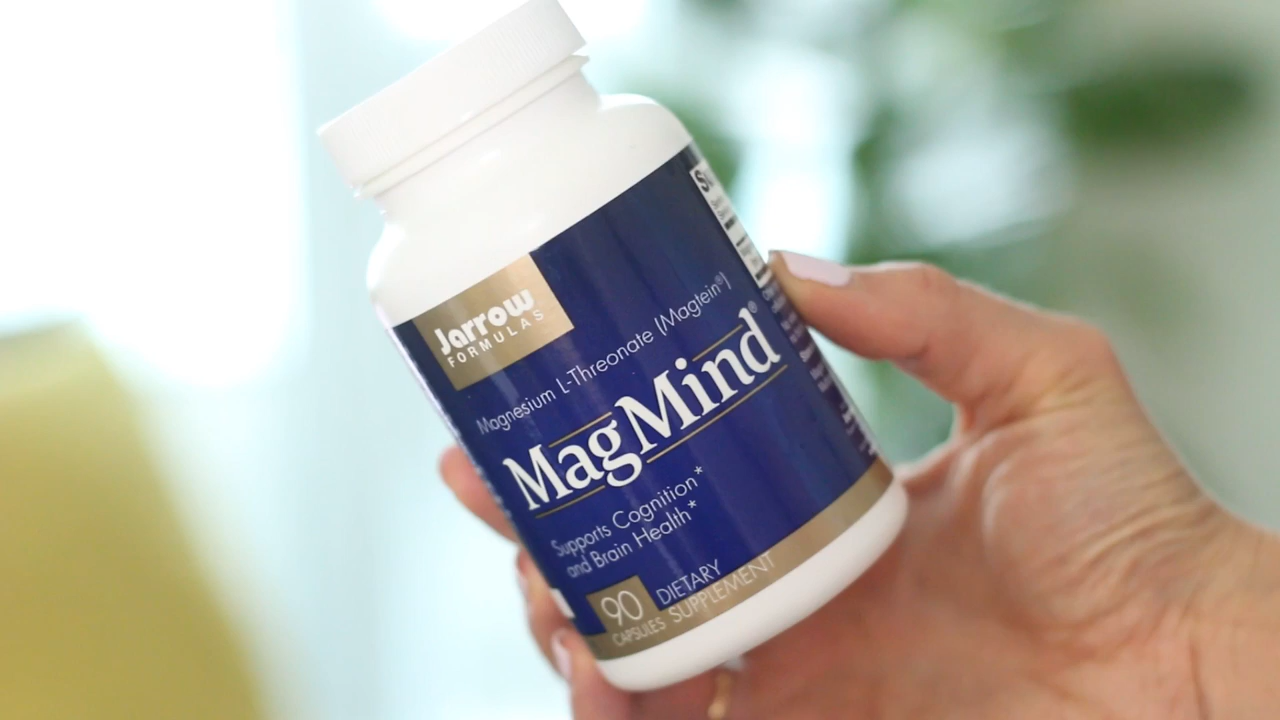 Jarrow
FORMULAS
Magnesium L-Threonate (Magtein®)
MagMind®
Supports Cognition*
and Brain Health*
90
CAPSULES
DIETARY
SUPPLEMENT